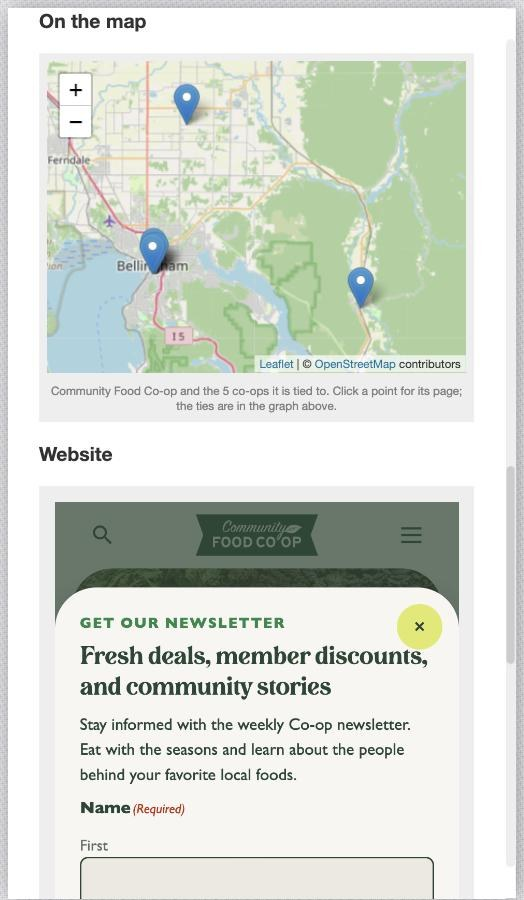 On the map
+
−
Ferndale
Bellin ham
I 5
Leaflet | © OpenStreetMap contributors
Community Food Co-op and the 5 co-ops it is tied to. Click a point for its page;
the ties are in the graph above.
Website
Community
FOOD CO-OP
GET OUR NEWSLETTER
×
Fresh deals, member discounts,
and community stories
Stay informed with the weekly Co-op newsletter.
Eat with the seasons and learn about the people
behind your favorite local foods.
Name (Required)
First